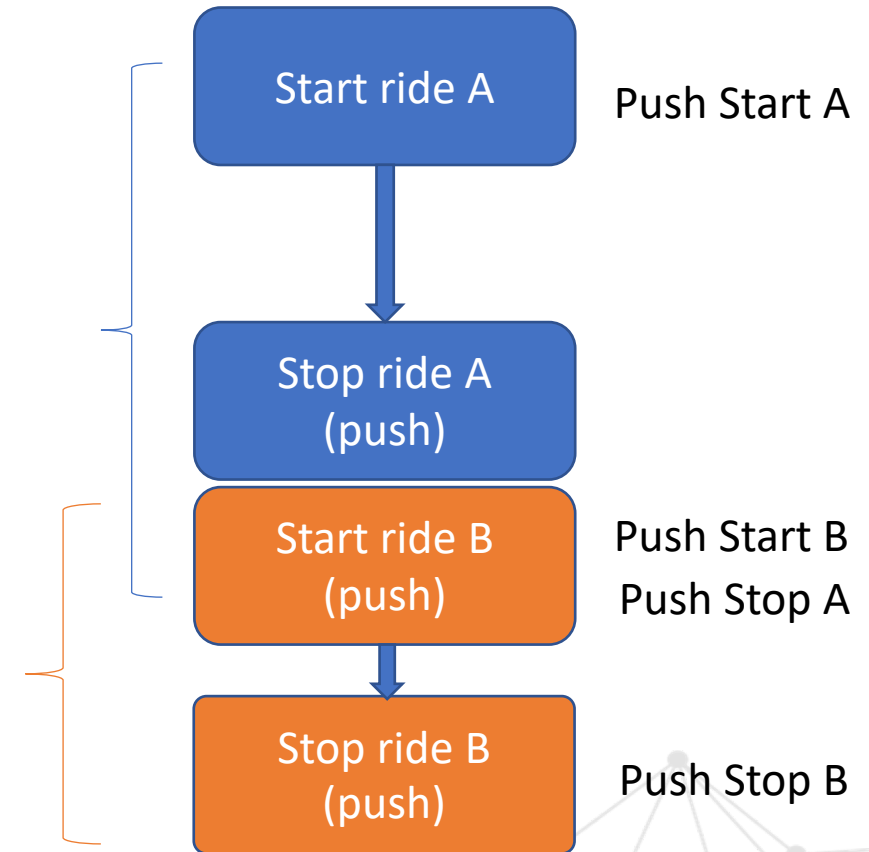 Start ride A
Push Start A
Stop ride A
(push)
Start ride B
(push)
Push Start B
Push Stop A
Stop ride B
(push)
Push Stop B